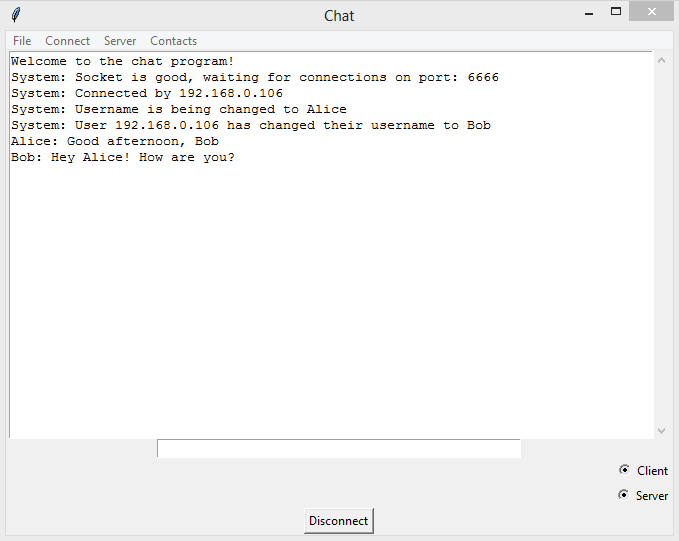 Chat
File Connect Server Contacts
Welcome to the chat program!
System: Socket is good, waiting for connections on port: 6666
System: Connected by 192.168.0.106
System: Username is being changed to Alice
System: User 192.168.0.106 has changed their username to Bob
Alice: Good afternoon, Bob
Bob: Hey Alice! How are you?
Client
Server
Disconnect